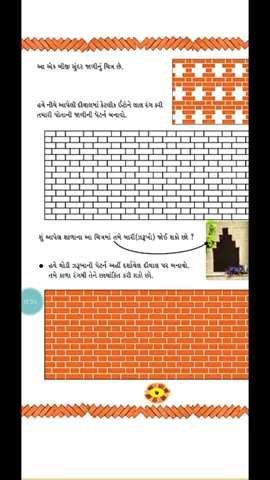 આ એક બીજી સુંદર જાળીનું ચિત્ર છે.
હવે નીચે આપેલી દીવાલમાં કેટલીક ઈંટોને લાલ રંગ કરી
તમારી પોતાની જાળીની પેટર્ન બનાવો.
શું આપેલ શાળાના આ ચિત્રમાં તમે બારી(ઝરૂખો) જોઈ શકો છો ?
● હવે થોડી ઝરૂખાની પેટર્ન અહીં દર્શાવેલ દીવાલ પર બનાવો.
તમે કાળા રંગથી તેને છાયાંકિત કરી શકો છો.